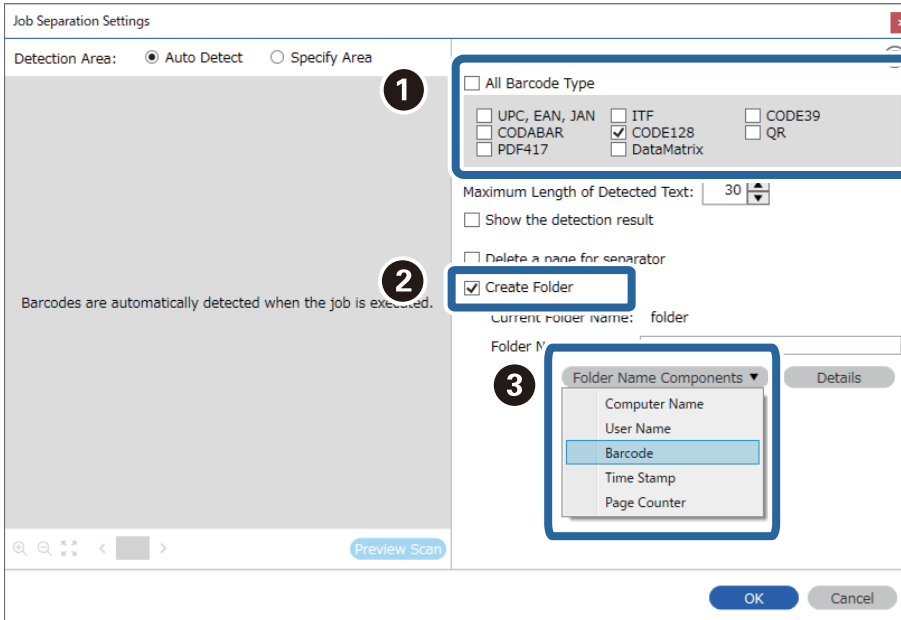 Job Separation Settings
Detection Area: Auto Detect Specify Area
Barcodes are automatically detected when the job is executed.
Preview Scan
1
All Barcode Type
UPC, EAN, JAN ITF CODE39
CODABAR CODE128 QR
PDF417 DataMatrix
Maximum Length of Detected Text: 30
Show the detection result
Delete a page for separator
2
Create Folder
Current Folder Name: folder
Folder N
3
Folder Name Components ▼ Details
Computer Name
User Name
Barcode
Time Stamp
Page Counter
OK Cancel